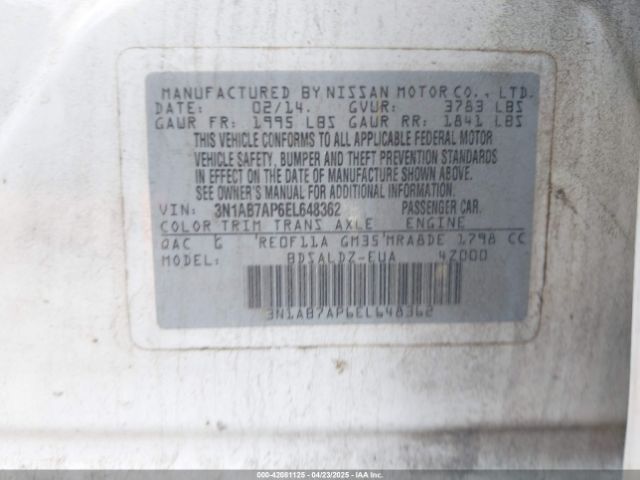 MANUFACTURED BY NISSAN MOTOR CO., LTD.
DATE: 02/14. GVWR: 3783 LBS
GAWR FR: 1995 LBS GAWR RR: 1841 LBS
THIS VEHICLE CONFORMS TO ALL APPLICABLE FEDERAL MOTOR
VEHICLE SAFETY, BUMPER AND THEFT PREVENTION STANDARDS
IN EFFECT ON THE DATE OF MANUFACTURE SHOWN ABOVE.
SEE OWNER'S MANUAL FOR ADDITIONAL INFORMATION.
VIN: 3N1AB7AP6EL648362 PASSENGER CAR.
COLOR TRIM TRANS AXLE ENGINE
QAC G RE0F11A GM35 MRA8DE 1798 CC
MODEL: BDSALDZ-EUA 4Z000
3N1AB7AP6EL648362
000-42081125 - 04/23/2025 - IAAI.COM